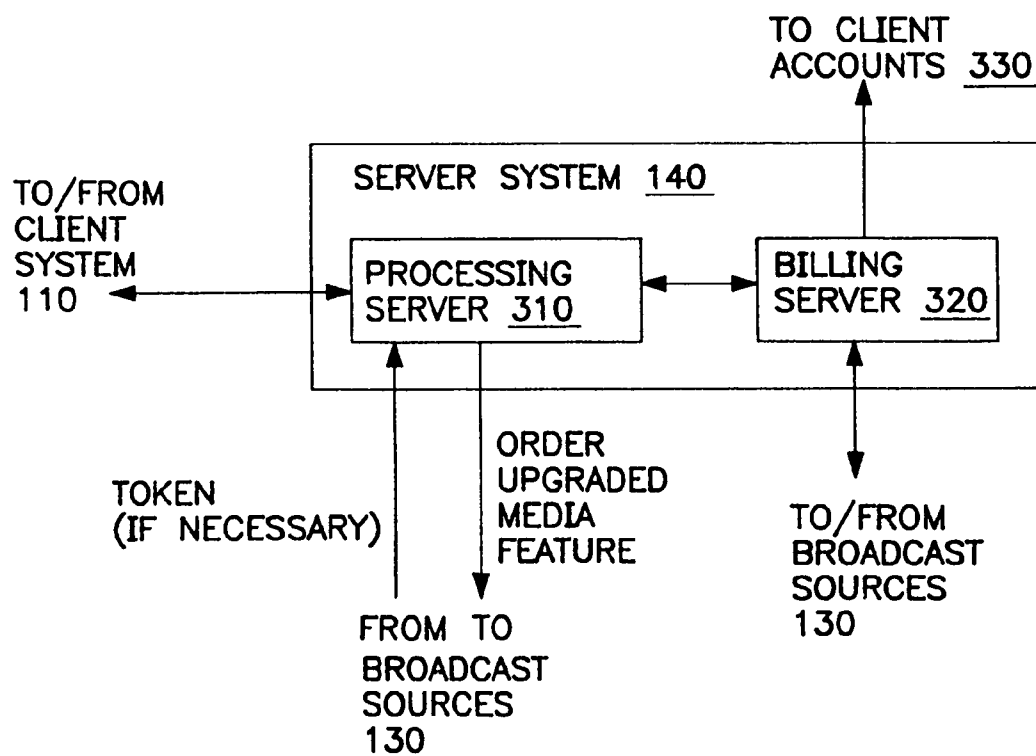 TO CLIENT
ACCOUNTS 330
SERVER SYSTEM 140
TO/FROM
CLIENT
SYSTEM
110
PROCESSING
SERVER 310
BILLING
SERVER 320
TOKEN
(IF NECESSARY)
ORDER
UPGRADED
MEDIA
FEATURE
FROM TO
BROADCAST
SOURCES
130
TO/FROM
BROADCAST
SOURCES
130